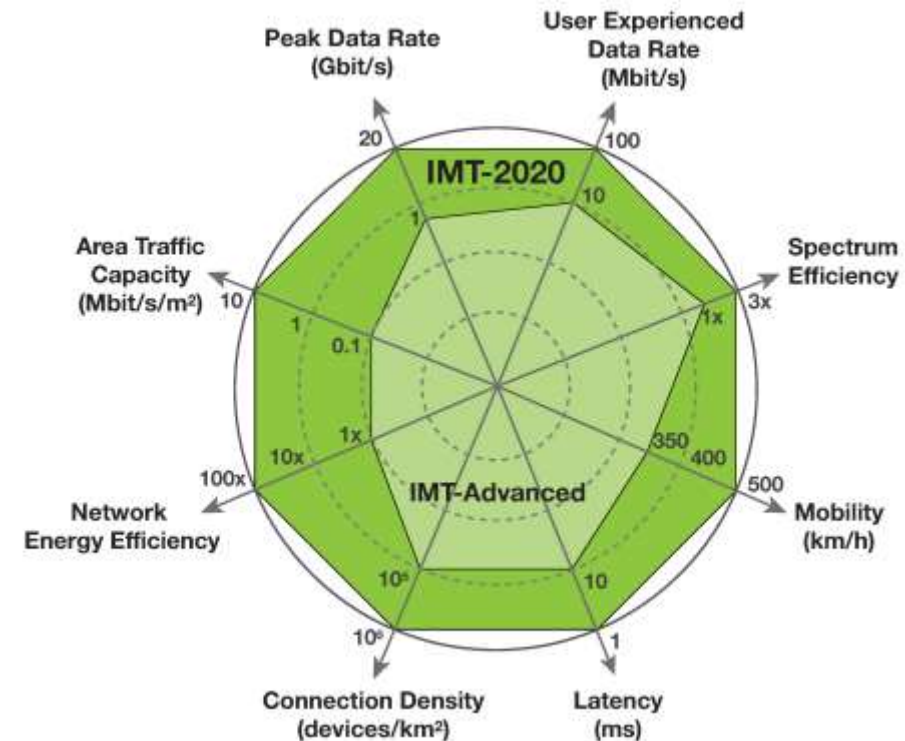 User Experienced
Data Rate
(Mbit/s)
Peak Data Rate
(Gbit/s)
20
100
IMT-2020
1
10
Area Traffic
Capacity
(Mbit/s/m²)
Spectrum
Efficiency
10
1
0.1
1x
3x
1x
10x
100x
350
400
500
Network
Energy Efficiency
IMT-Advanced
Mobility
(km/h)
10⁵
10
10⁶
1
Connection Density
(devices/km²)
Latency
(ms)